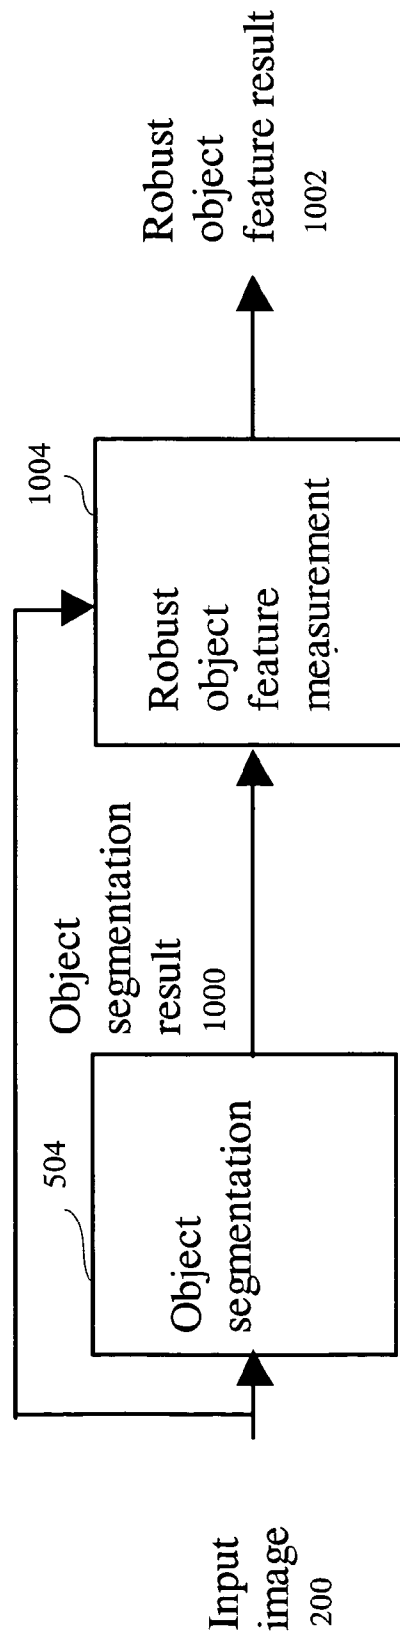 Input
image
200
504
Object
segmentation
Object
segmentation
result
1000
1004
Robust
object
feature
measurement
Robust
object
feature result
1002